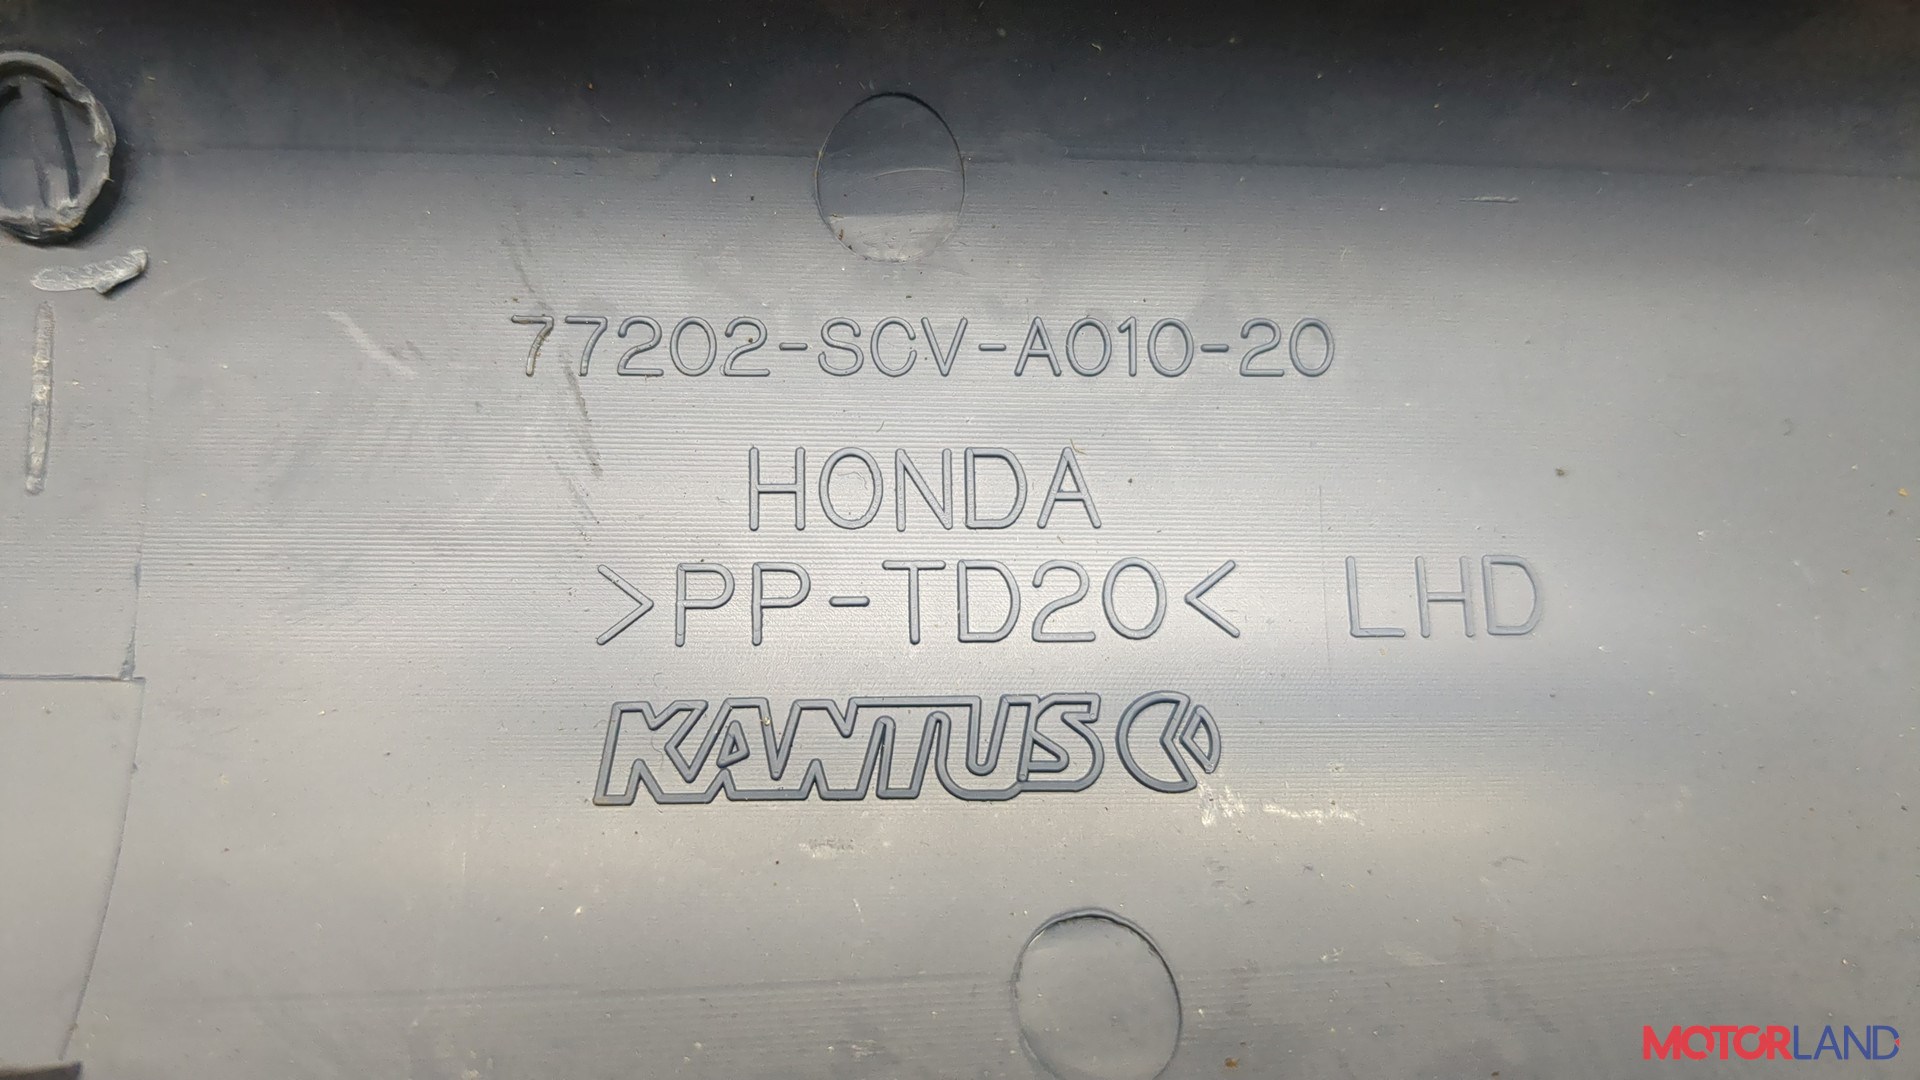 77202-SCV-A010-20
HONDA
>PP-TD20< LHD
KANTUS
MOTORLAND